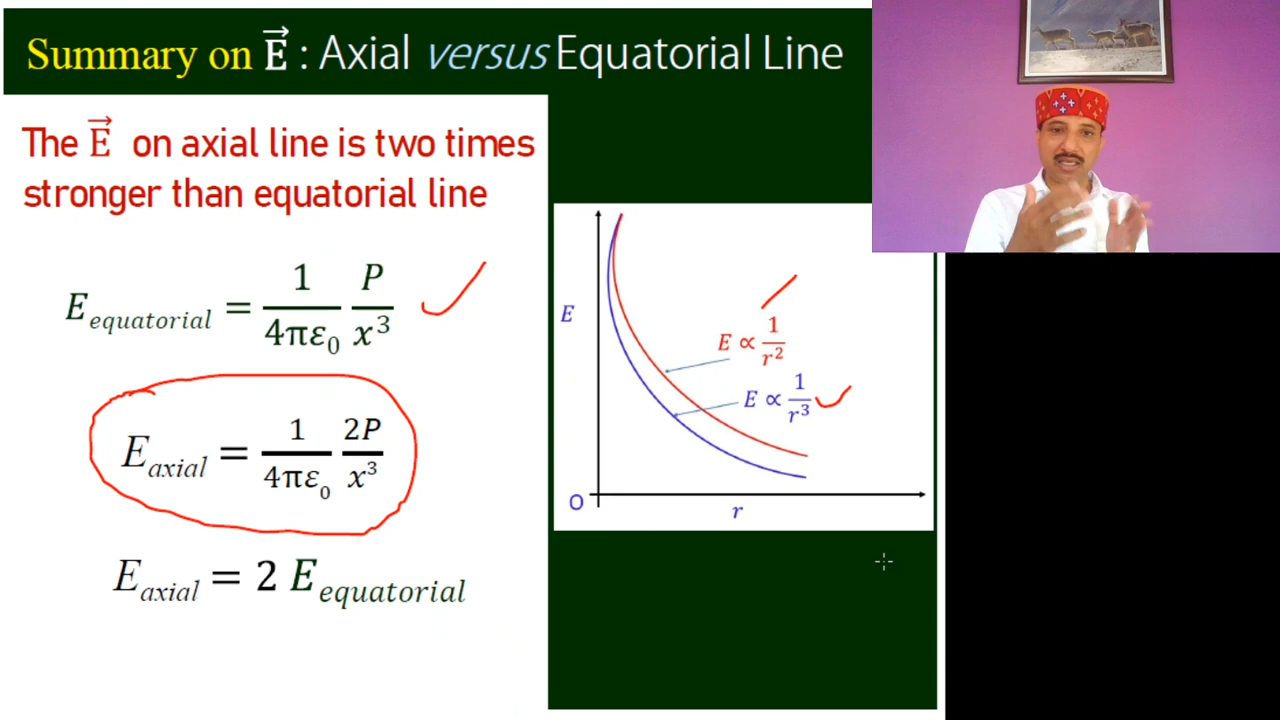 Summary on E⃗ : Axial versus Equatorial Line
The E⃗ on axial line is two times
stronger than equatorial line
E_equatorial = 1/4πε₀ P/x³
E_axial = 1/4πε₀ 2P/x³
E_axial = 2 E_equatorial
E
E ∝ 1/r²
E ∝ 1/r³
O
r